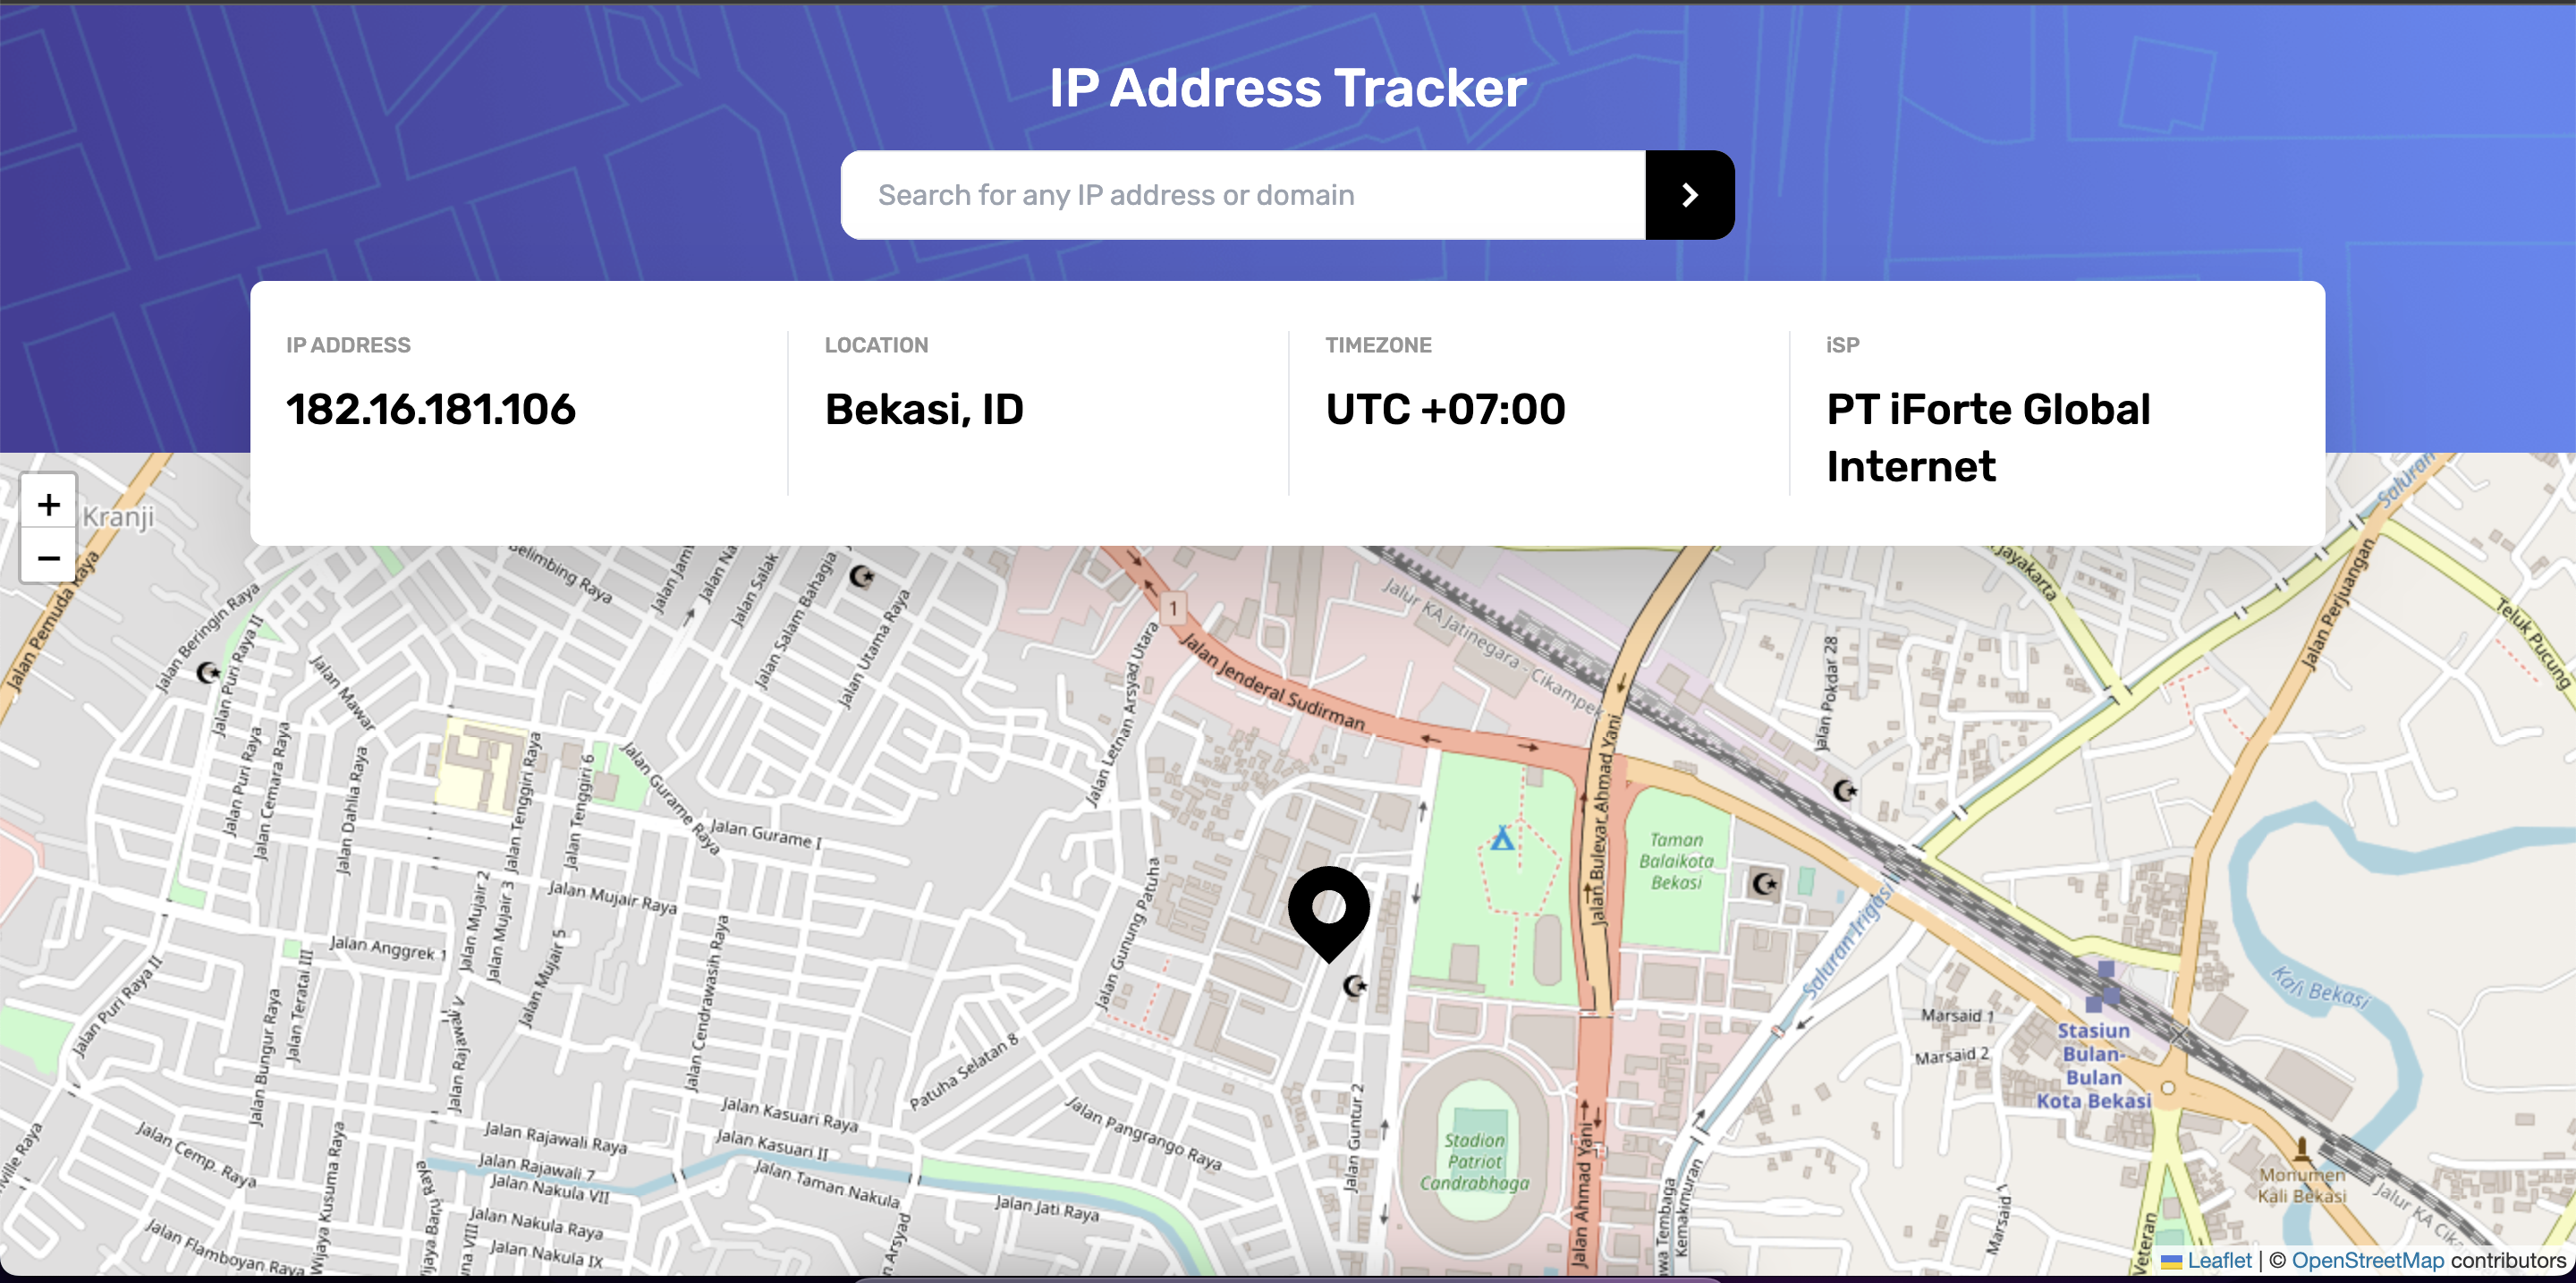 IP Address Tracker
Search for any IP address or domain
IP ADDRESS
182.16.181.106
LOCATION
Bekasi, ID
TIMEZONE
UTC +07:00
iSP
PT iForte Global
Internet
+
−
Kranji
Jalan Pemuda Raya
Jalan Beringin Raya
Jalan Puri Raya II
Belimbing Raya
Jalan Salak
Jalan Salam Bahagia
Jalan Utama Raya
Jalan Mawar
Jalan Puri Raya
Jalan Cemara Raya
Jalan Dahlia Raya
Jalan Tenggiri Raya
Jalan Tenggiri 6
Jalan Gurame Raya
Jalan Gurame I
Jalan Letnan Arsyad Utara
1
Jalan Jenderal Sudirman
Jalur KA Jatinegara - Cikampek
Jalan Bulevar Ahmad Yani
Jalan Pokdar 28
Jayakarta
Saluran
Jalan Perjuangan
Teluk Pucung
Taman
Balaikota
Bekasi
Jalan Mujair 2
Jalan Mujair 3
Jalan Mujair Raya
Jalan Mujair 5
Jalan Anggrek 1
Jalan Puri Raya II
Jalan Bungur Raya
Jalan Teratai III
Jalan Rajawali V
Jalan Cendrawasih Raya
Jalan Gunung Patuha
Patuha Selatan 8
Saluran Irigasi
Kali Bekasi
Marsaid 1
Marsaid 2
Stasiun
Bulan-
Bulan
Kota Bekasi
Jalan Cemp. Raya
Jalan Rajawali Raya
Jalan Rajawali 7
Jalan Nakula VII
Jalan Nakula Raya
Jalan Nakula IX
Jalan Flamboyan Raya
Wijaya Kusuma Raya
Jalan Kasuari Raya
Jalan Kasuari II
Jalan Taman Nakula
Jalan Pangrango Raya
Jalan Jati Raya
Arsyad
Jalan Guntur 2
Stadion
Patriot
Candrabhaga
Jalan Ahmad Yani
Tembaga
Kemakmuran
Marsaid 1
Monumen
Kali Bekasi
Veteran
Leaflet | © OpenStreetMap contributors